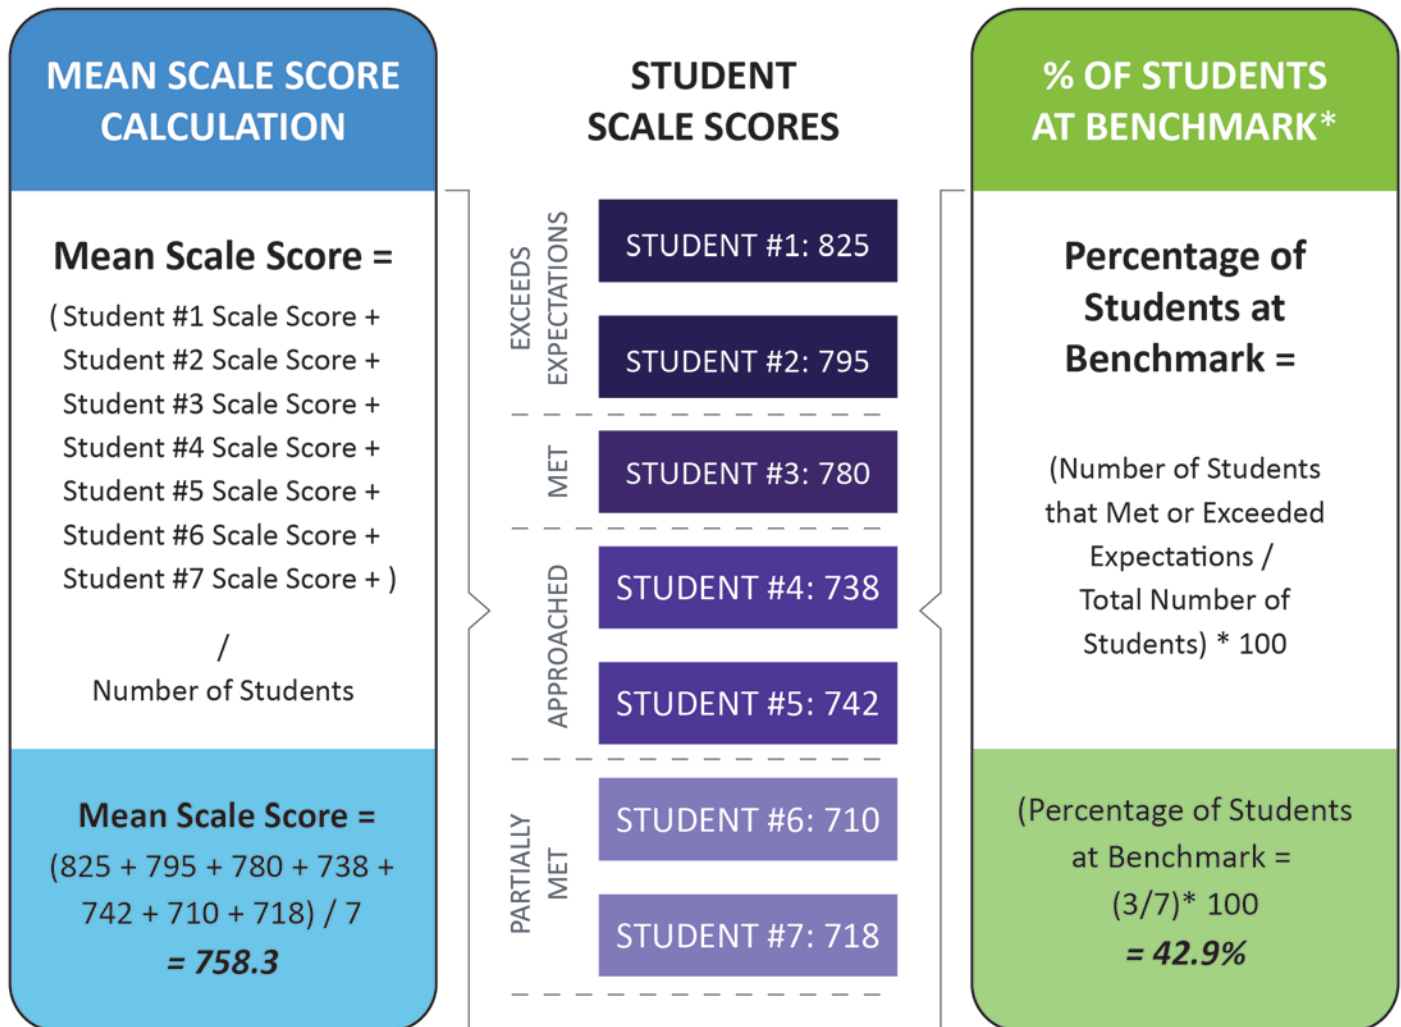 MEAN SCALE SCORE
CALCULATION
Mean Scale Score =
( Student #1 Scale Score +
Student #2 Scale Score +
Student #3 Scale Score +
Student #4 Scale Score +
Student #5 Scale Score +
Student #6 Scale Score +
Student #7 Scale Score + )
/
Number of Students
Mean Scale Score =
(825 + 795 + 780 + 738 +
742 + 710 + 718) / 7
= 758.3
STUDENT
SCALE SCORES
EXCEEDS
EXPECTATIONS
STUDENT #1: 825
STUDENT #2: 795
MET
STUDENT #3: 780
APPROACHED
STUDENT #4: 738
STUDENT #5: 742
PARTIALLY
MET
STUDENT #6: 710
STUDENT #7: 718
% OF STUDENTS
AT BENCHMARK*
Percentage of
Students at
Benchmark =
(Number of Students
that Met or Exceeded
Expectations /
Total Number of
Students) * 100
(Percentage of Students
at Benchmark =
(3/7)* 100
= 42.9%